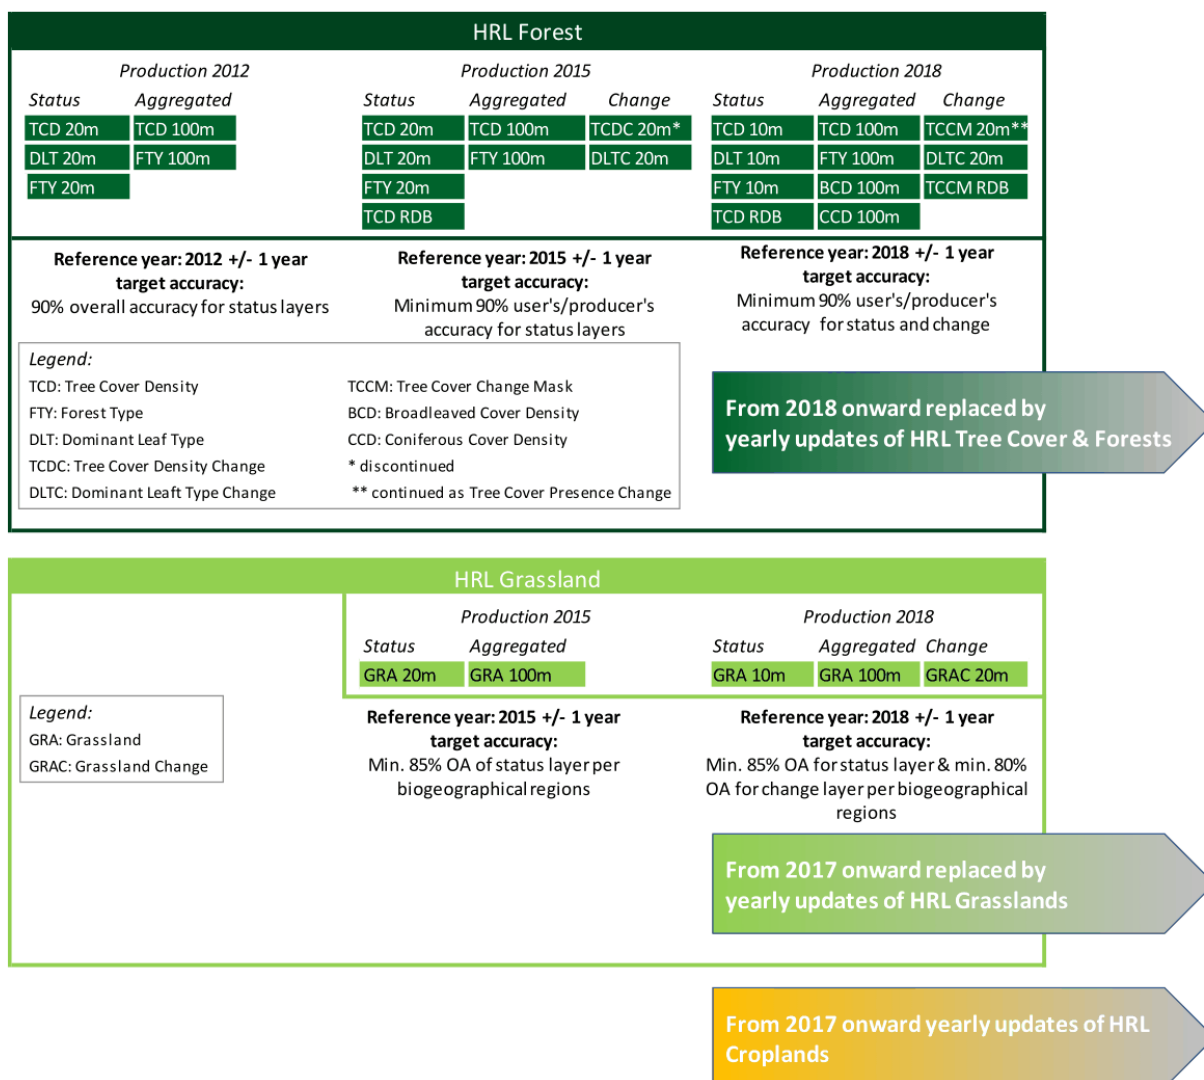 HRL Forest
Production 2012
Status Aggregated
TCD 20m TCD 100m
DLT 20m FTY 100m
FTY 20m
Production 2015
Status Aggregated Change
TCD 20m TCD 100m TCDC 20m*
DLT 20m FTY 100m DLTC 20m
FTY 20m
TCD RDB
Production 2018
Status Aggregated Change
TCD 10m TCD 100m TCCM 20m**
DLT 10m FTY 100m DLTC 20m
FTY 10m BCD 100m TCCM RDB
TCD RDB CCD 100m
Reference year: 2012 +/- 1 year
target accuracy:
90% overall accuracy for status layers
Reference year: 2015 +/- 1 year
target accuracy:
Minimum 90% user's/producer's
accuracy for status layers
Reference year: 2018 +/- 1 year
target accuracy:
Minimum 90% user's/producer's
accuracy for status and change
Legend:
TCD: Tree Cover Density
FTY: Forest Type
DLT: Dominant Leaf Type
TCDC: Tree Cover Density Change
DLTC: Dominant Leaft Type Change
TCCM: Tree Cover Change Mask
BCD: Broadleaved Cover Density
CCD: Coniferous Cover Density
* discontinued
** continued as Tree Cover Presence Change
From 2018 onward replaced by
yearly updates of HRL Tree Cover & Forests
HRL Grassland
Production 2015
Status Aggregated
GRA 20m GRA 100m
Production 2018
Status Aggregated Change
GRA 10m GRA 100m GRAC 20m
Legend:
GRA: Grassland
GRAC: Grassland Change
Reference year: 2015 +/- 1 year
target accuracy:
Min. 85% OA of status layer per
biogeographical regions
Reference year: 2018 +/- 1 year
target accuracy:
Min. 85% OA for status layer & min. 80%
OA for change layer per biogeographical
regions
From 2017 onward replaced by
yearly updates of HRL Grasslands
From 2017 onward yearly updates of HRL
Croplands